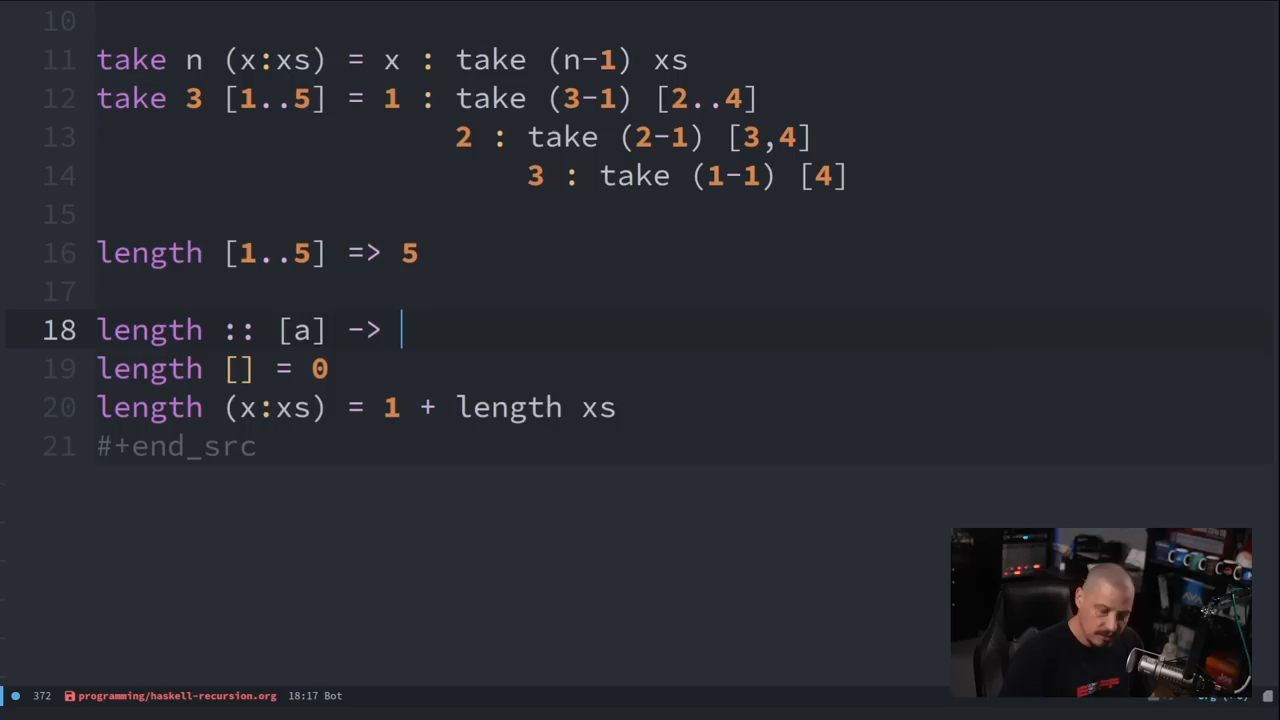 10
11 take n (x:xs) = x : take (n-1) xs
12 take 3 [1..5] = 1 : take (3-1) [2..4]
13 2 : take (2-1) [3,4]
14 3 : take (1-1) [4]
15
16 length [1..5] => 5
17
18 length :: [a] ->
19 length [] = 0
20 length (x:xs) = 1 + length xs
21 #+end_src
372 programming/haskell-recursion.org 18:17 Bot